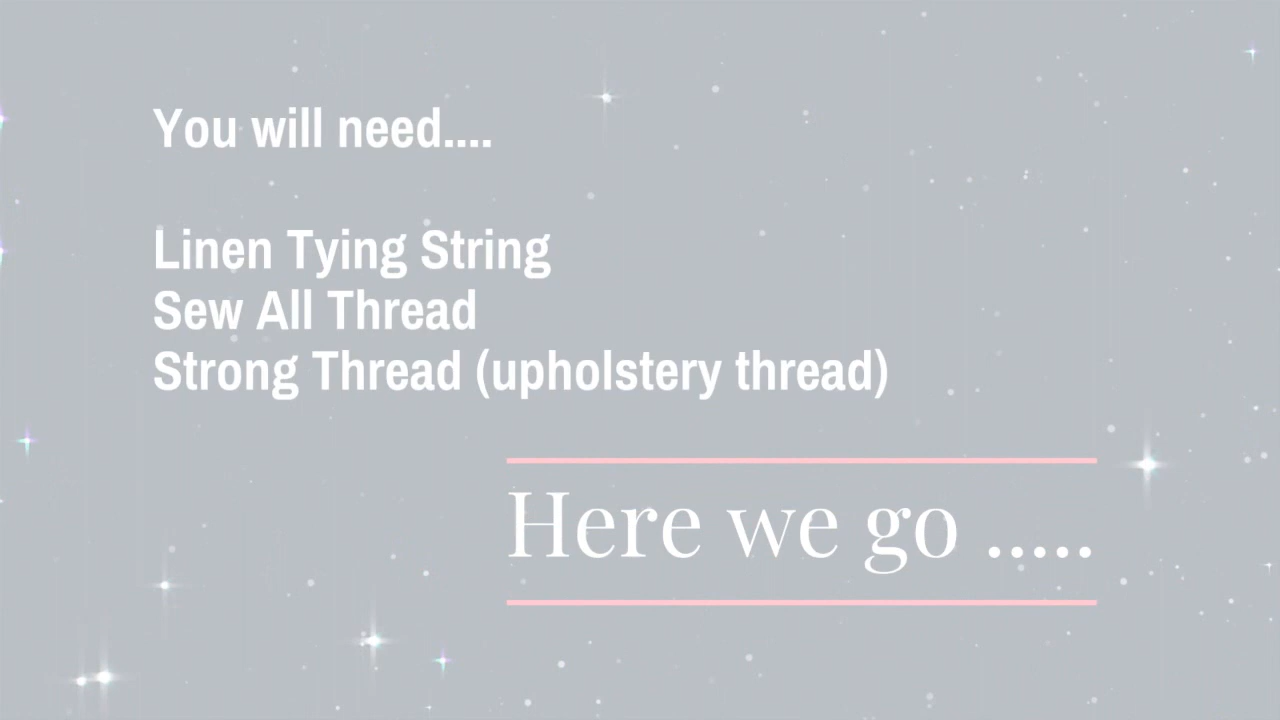 You will need....
Linen Tying String
Sew All Thread
Strong Thread (upholstery thread)
Here we go .....